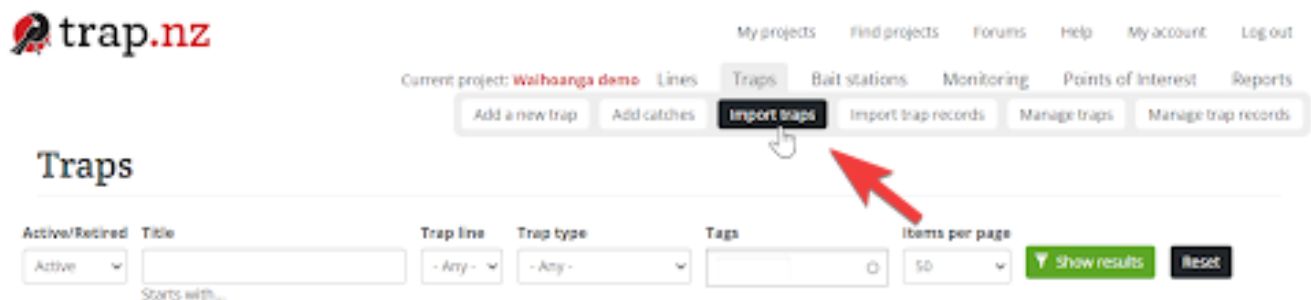 trap.nz
My projects Find projects Forums Help My account Log out
Current project: Waihoanga demo Lines Traps Bait stations Monitoring Points of Interest Reports
Add a new trap Add catches Import traps Import trap records Manage traps Manage trap records
Traps
Active/Retired Title Trap line Trap type Tags Items per page
Active - Any - - Any - 50 Show results Reset
Starts with...